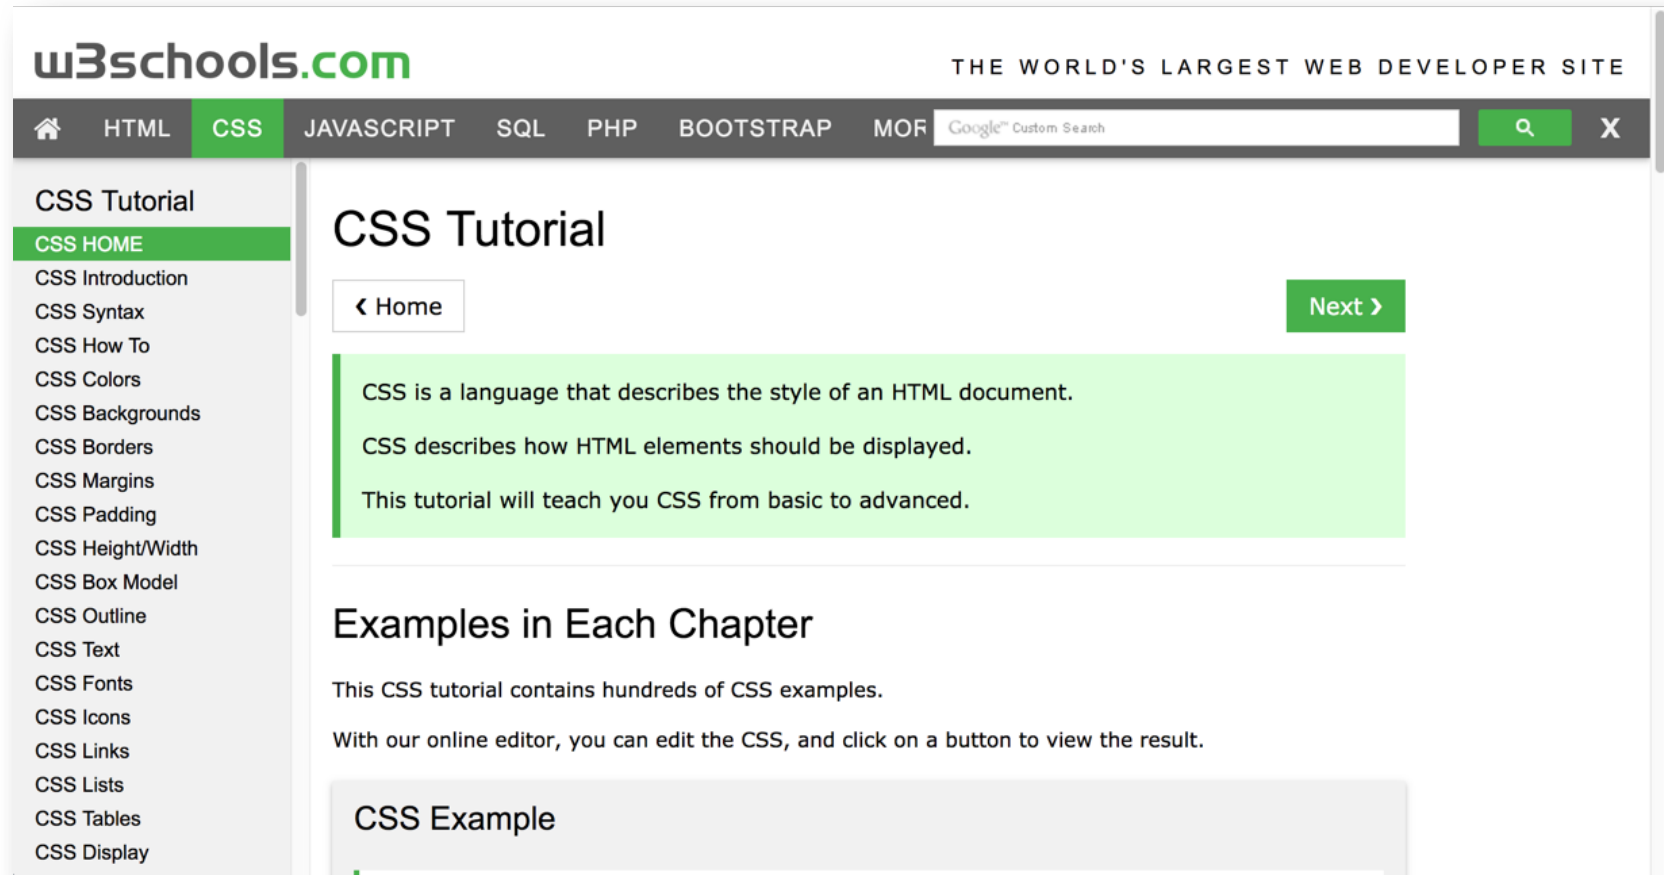 w3schools.com
THE WORLD'S LARGEST WEB DEVELOPER SITE
HTML CSS JAVASCRIPT SQL PHP BOOTSTRAP MOR Google™ Custom Search X
CSS Tutorial
CSS HOME
CSS Introduction
CSS Syntax
CSS How To
CSS Colors
CSS Backgrounds
CSS Borders
CSS Margins
CSS Padding
CSS Height/Width
CSS Box Model
CSS Outline
CSS Text
CSS Fonts
CSS Icons
CSS Links
CSS Lists
CSS Tables
CSS Display
CSS Tutorial
❮ Home
Next ❯
CSS is a language that describes the style of an HTML document.
CSS describes how HTML elements should be displayed.
This tutorial will teach you CSS from basic to advanced.
Examples in Each Chapter
This CSS tutorial contains hundreds of CSS examples.
With our online editor, you can edit the CSS, and click on a button to view the result.
CSS Example